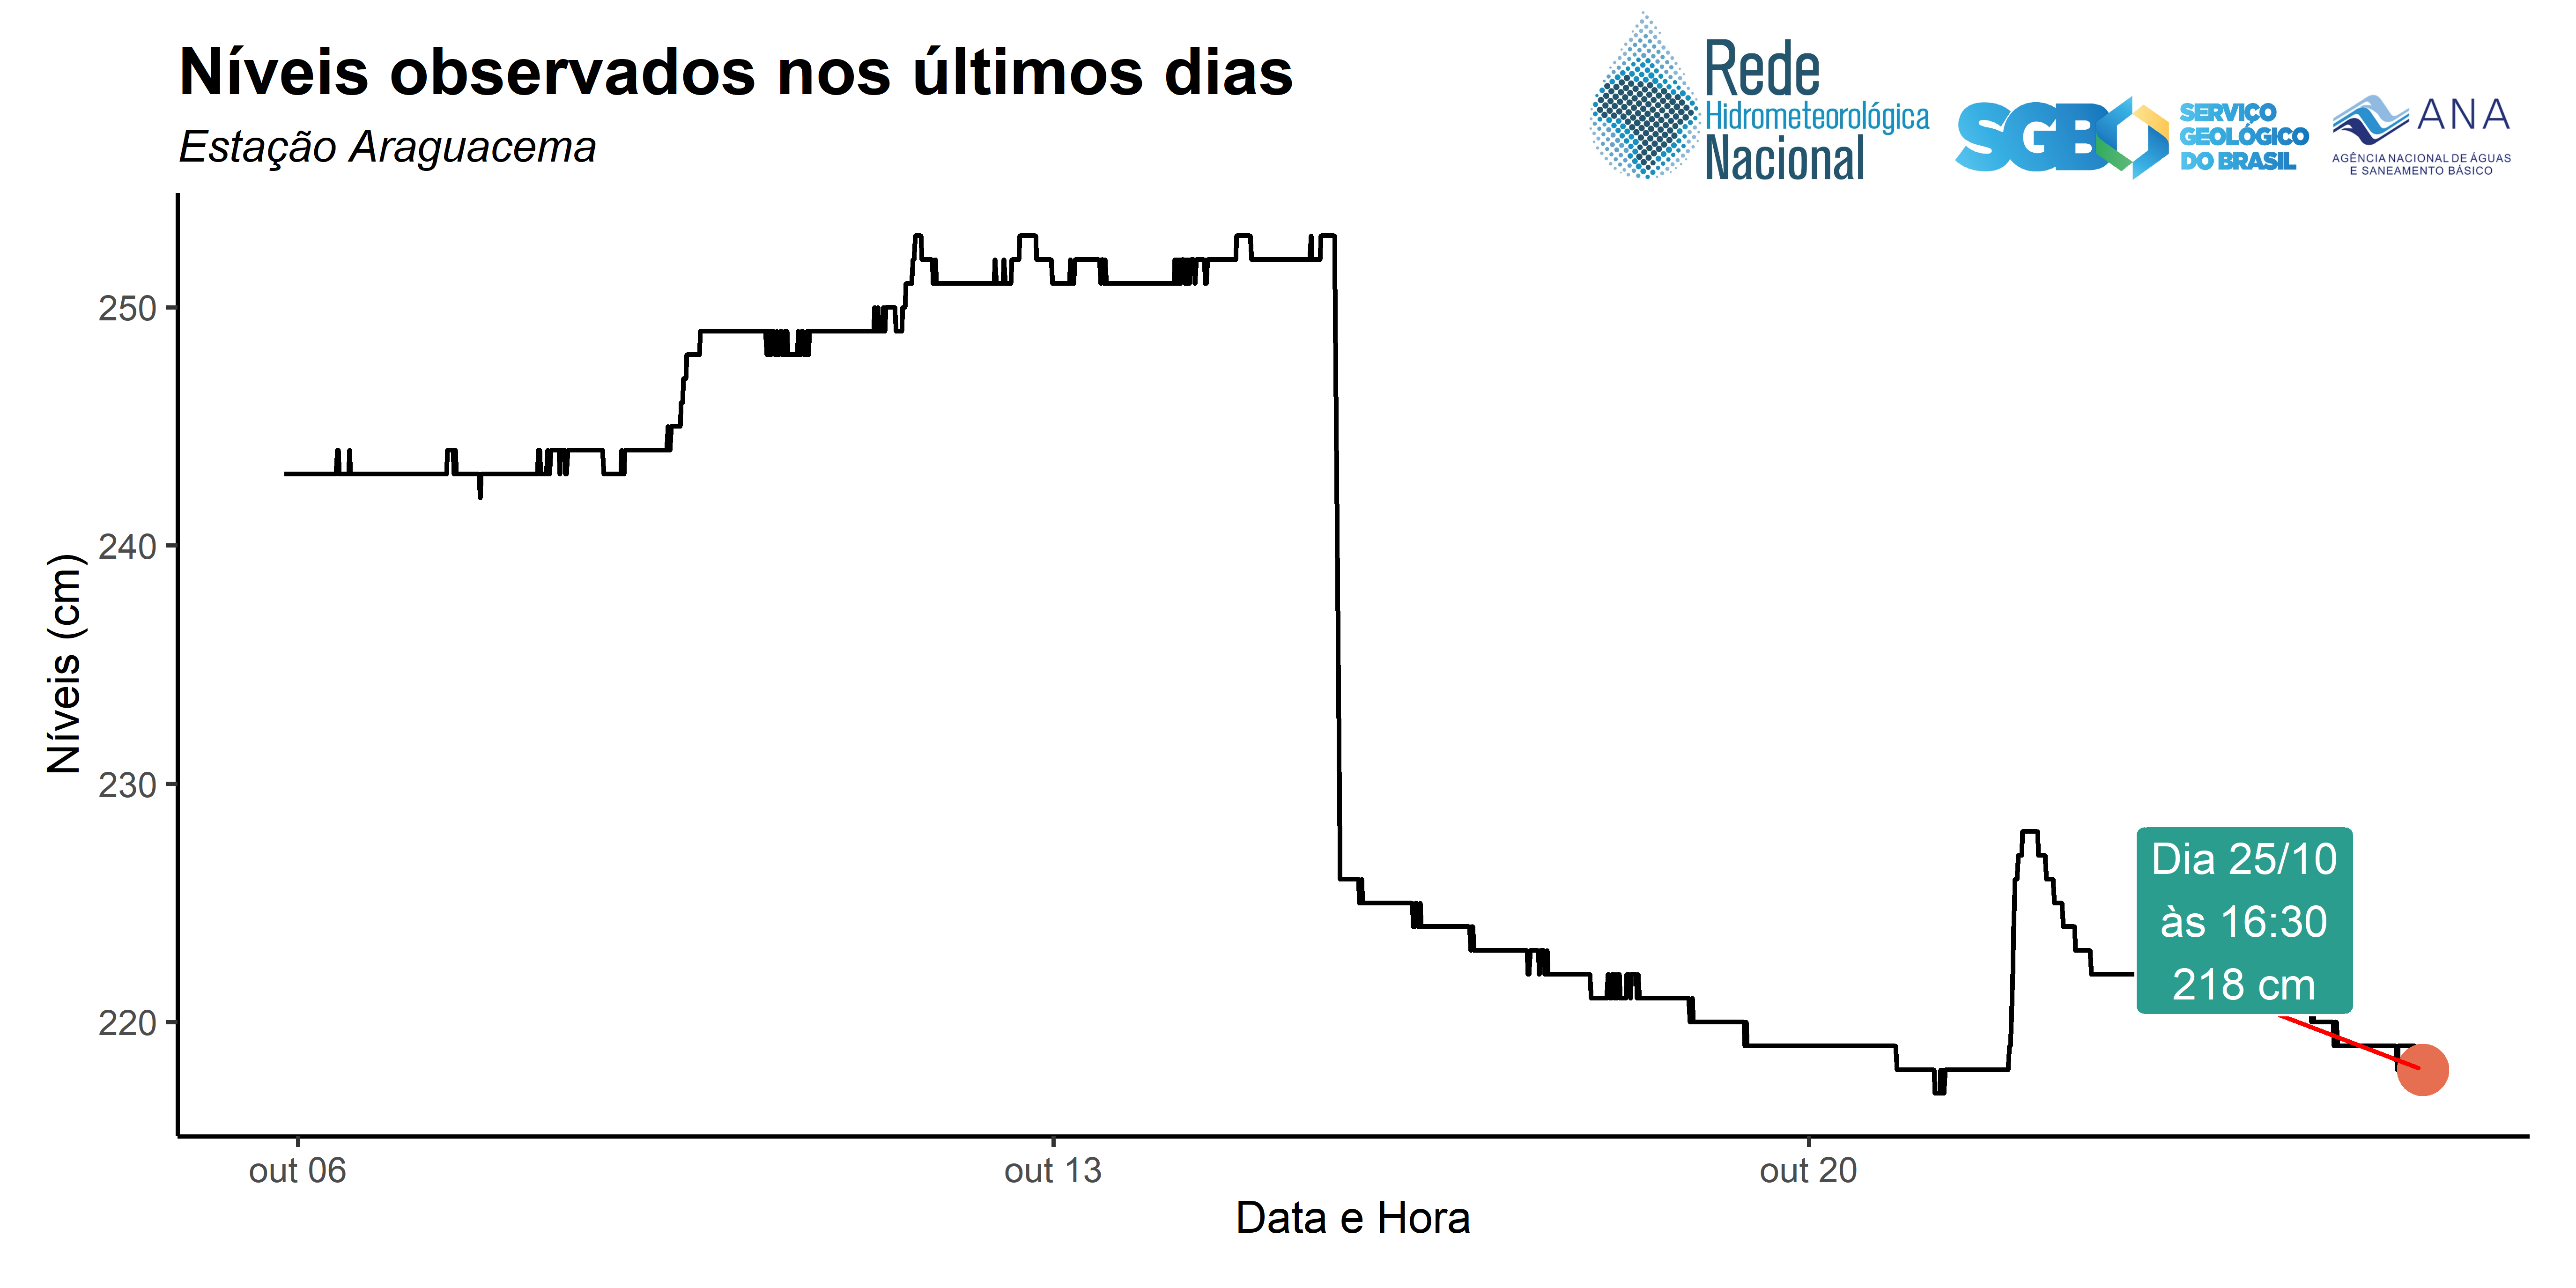 Níveis observados nos últimos dias
Estação Araguacema
Rede
Hidrometeorológica
Nacional
SGB
SERVIÇO
GEOLÓGICO
DO BRASIL
ANA
AGÊNCIA NACIONAL DE ÁGUAS
E SANEAMENTO BÁSICO
Níveis (cm)
250
240
230
220
Dia 25/10
às 16:30
218 cm
out 06
out 13
out 20
Data e Hora